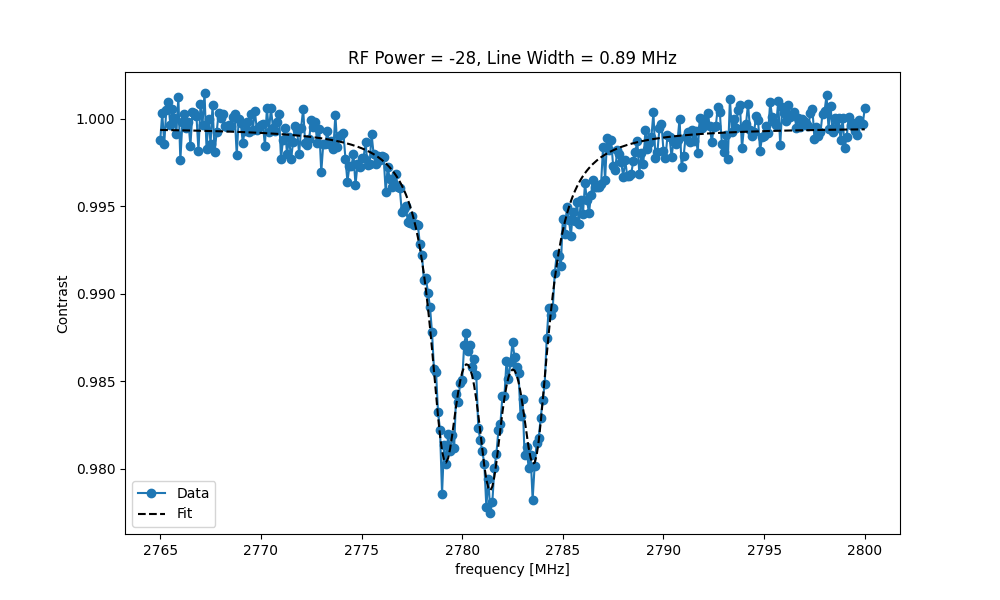 RF Power = -28, Line Width = 0.89 MHz
Contrast
1.000
0.995
0.990
0.985
0.980
Data
Fit
2765 2770 2775 2780 2785 2790 2795 2800
frequency [MHz]